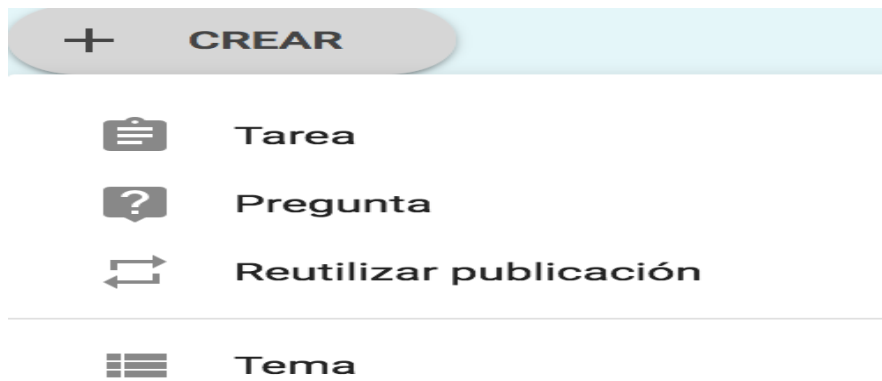 CREAR
Tarea
Pregunta
Reutilizar publicación
Tema